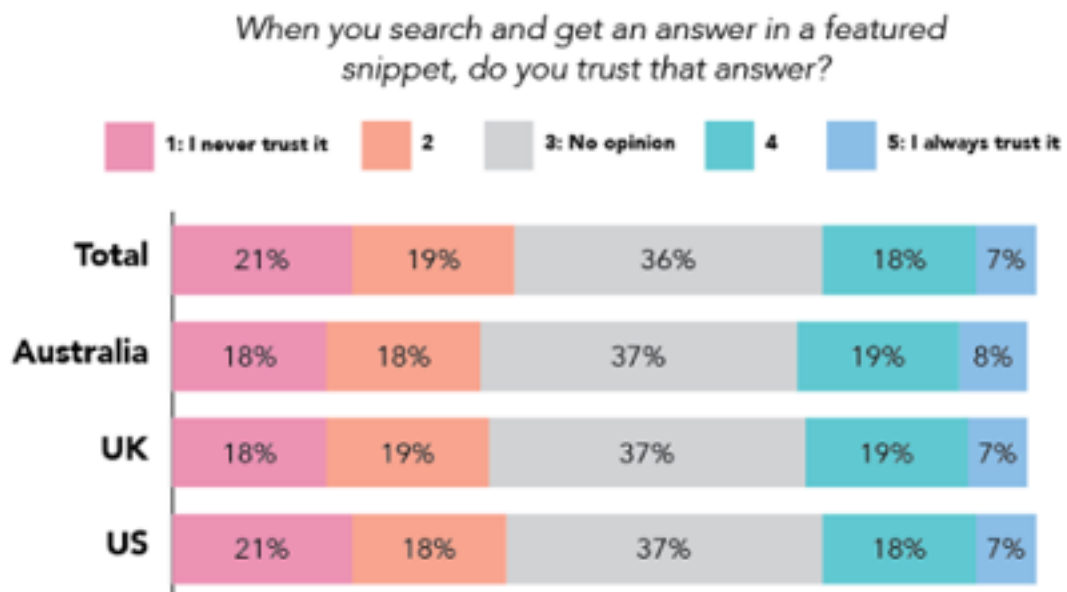 When you search and get an answer in a featured
snippet, do you trust that answer?
1: I never trust it 2 3: No opinion 4 5: I always trust it
Total 21% 19% 36% 18% 7%
Australia 18% 18% 37% 19% 8%
UK 18% 19% 37% 19% 7%
US 21% 18% 37% 18% 7%